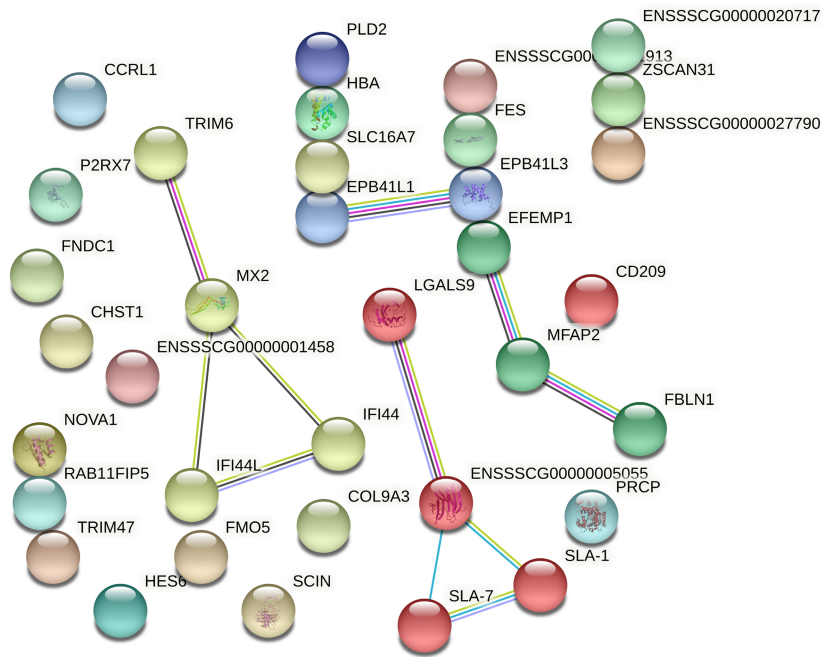 ENSSSCG00000020717
PLD2
CCRL1
ZSCAN31
HBA
TRIM6
FES
ENSSSCG00000027790
SLC16A7
P2RX7
EPB41L3
EPB41L1
EFEMP1
FNDC1
MX2
LGALS9
CD209
CHST1
MFAP2
ENSSSCG00000001458
FBLN1
NOVA1
IFI44
IFI44L
RAB11FIP5
ENSSSCG00000005055
PRCP
COL9A3
TRIM47
FMO5
SLA-1
HES6
SCIN
SLA-7